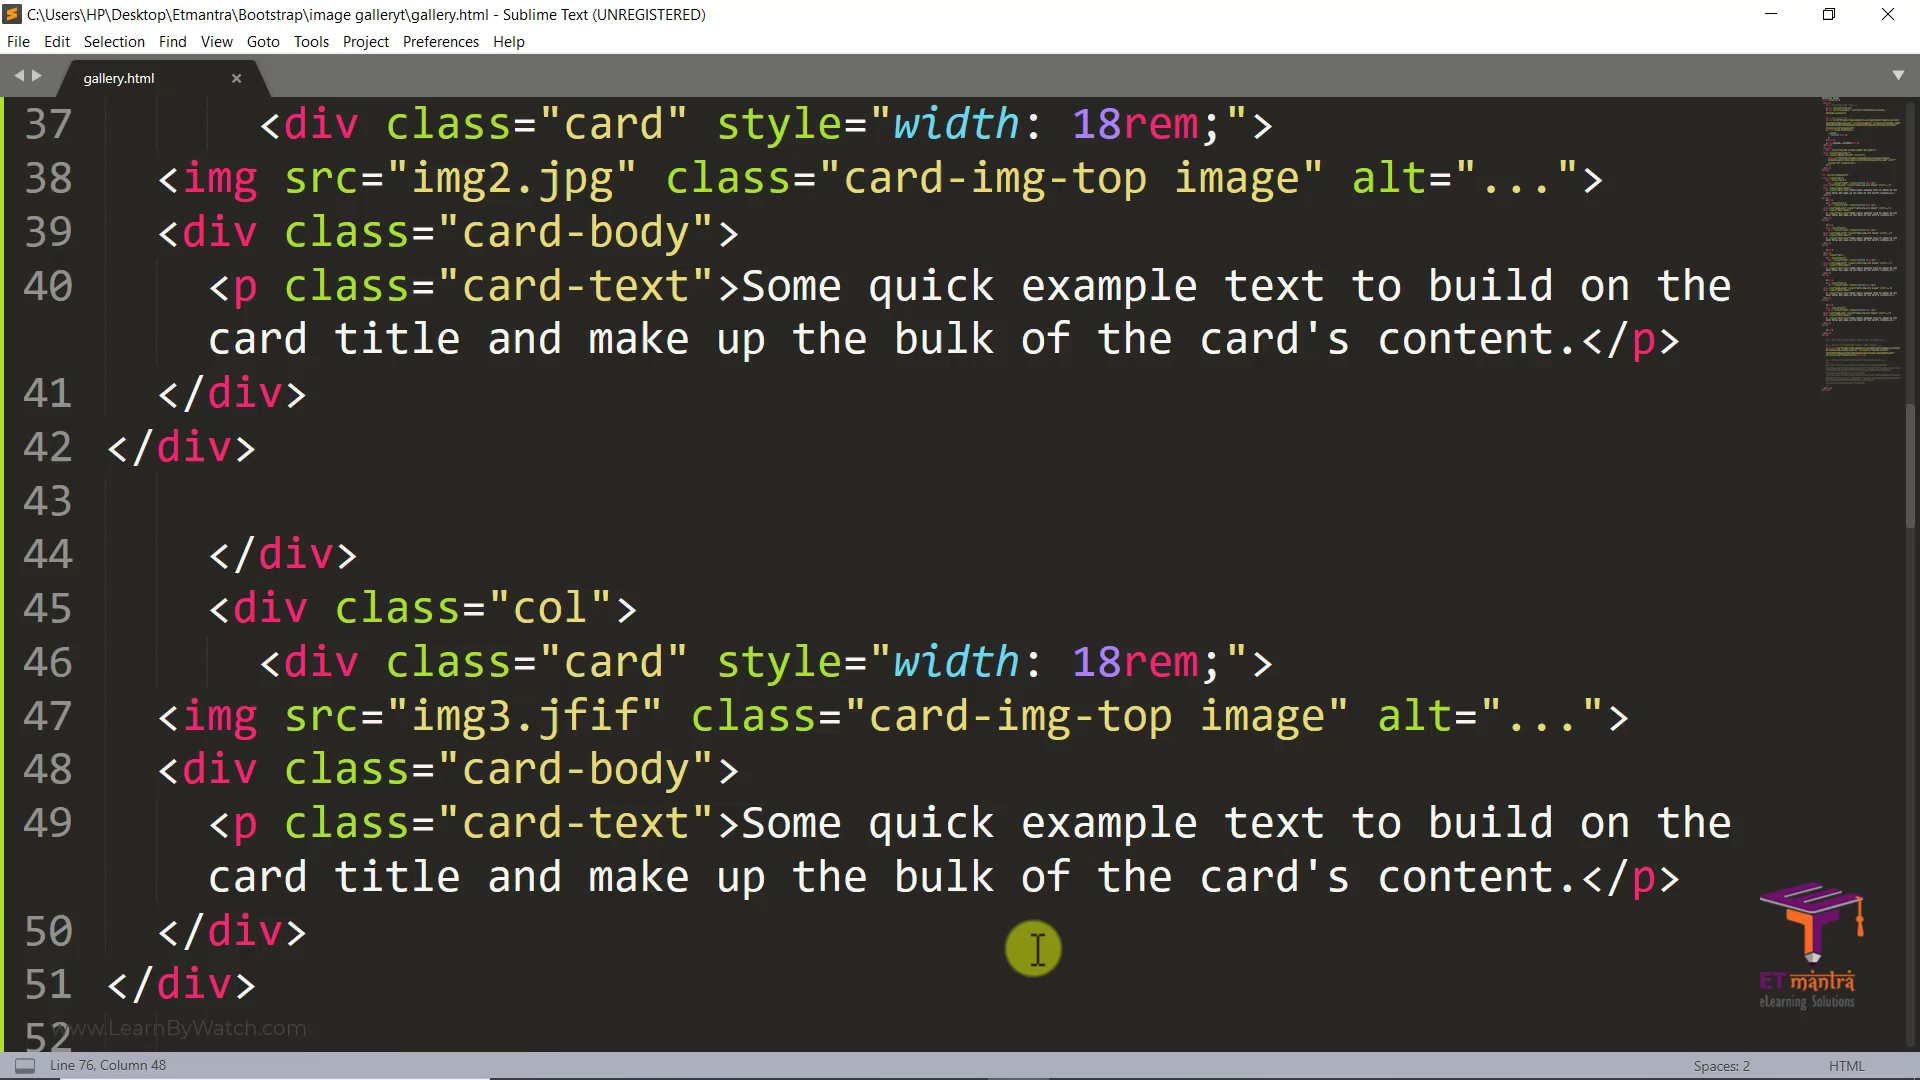 C:\Users\HP\Desktop\Etmantra\Bootstrap\image galleryt\gallery.html - Sublime Text (UNREGISTERED)
File Edit Selection Find View Goto Tools Project Preferences Help
gallery.html
37 <div class="card" style="width: 18rem;">
38 <img src="img2.jpg" class="card-img-top image" alt="...">
39 <div class="card-body">
40 <p class="card-text">Some quick example text to build on the
card title and make up the bulk of the card's content.</p>
41 </div>
42 </div>
43
44 </div>
45 <div class="col">
46 <div class="card" style="width: 18rem;">
47 <img src="img3.jfif" class="card-img-top image" alt="...">
48 <div class="card-body">
49 <p class="card-text">Some quick example text to build on the
card title and make up the bulk of the card's content.</p>
50 </div>
51 </div>
52
ETmantra
eLearning Solutions
www.LearnByWatch.com
Line 76, Column 48
Spaces: 2
HTML